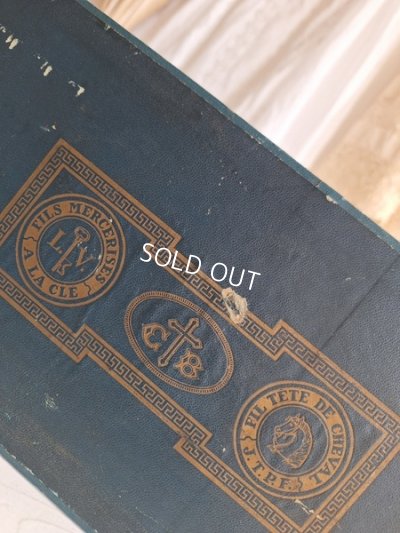 FILS MERCERISES
L V
K
A LA CLE
SOLD OUT
C B
FIL TETE DE CHEVAL
J.T.P.F.